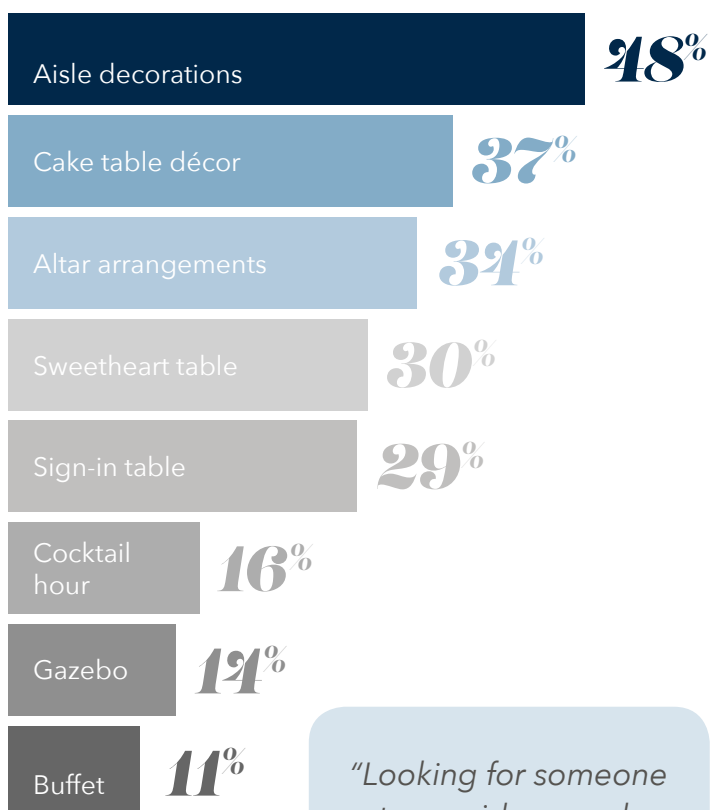 Aisle decorations 48%
Cake table décor 37%
Altar arrangements 34%
Sweetheart table 30%
Sign-in table 29%
Cocktail
hour 16%
Gazebo 14%
Buffet 11%
“Looking for someone